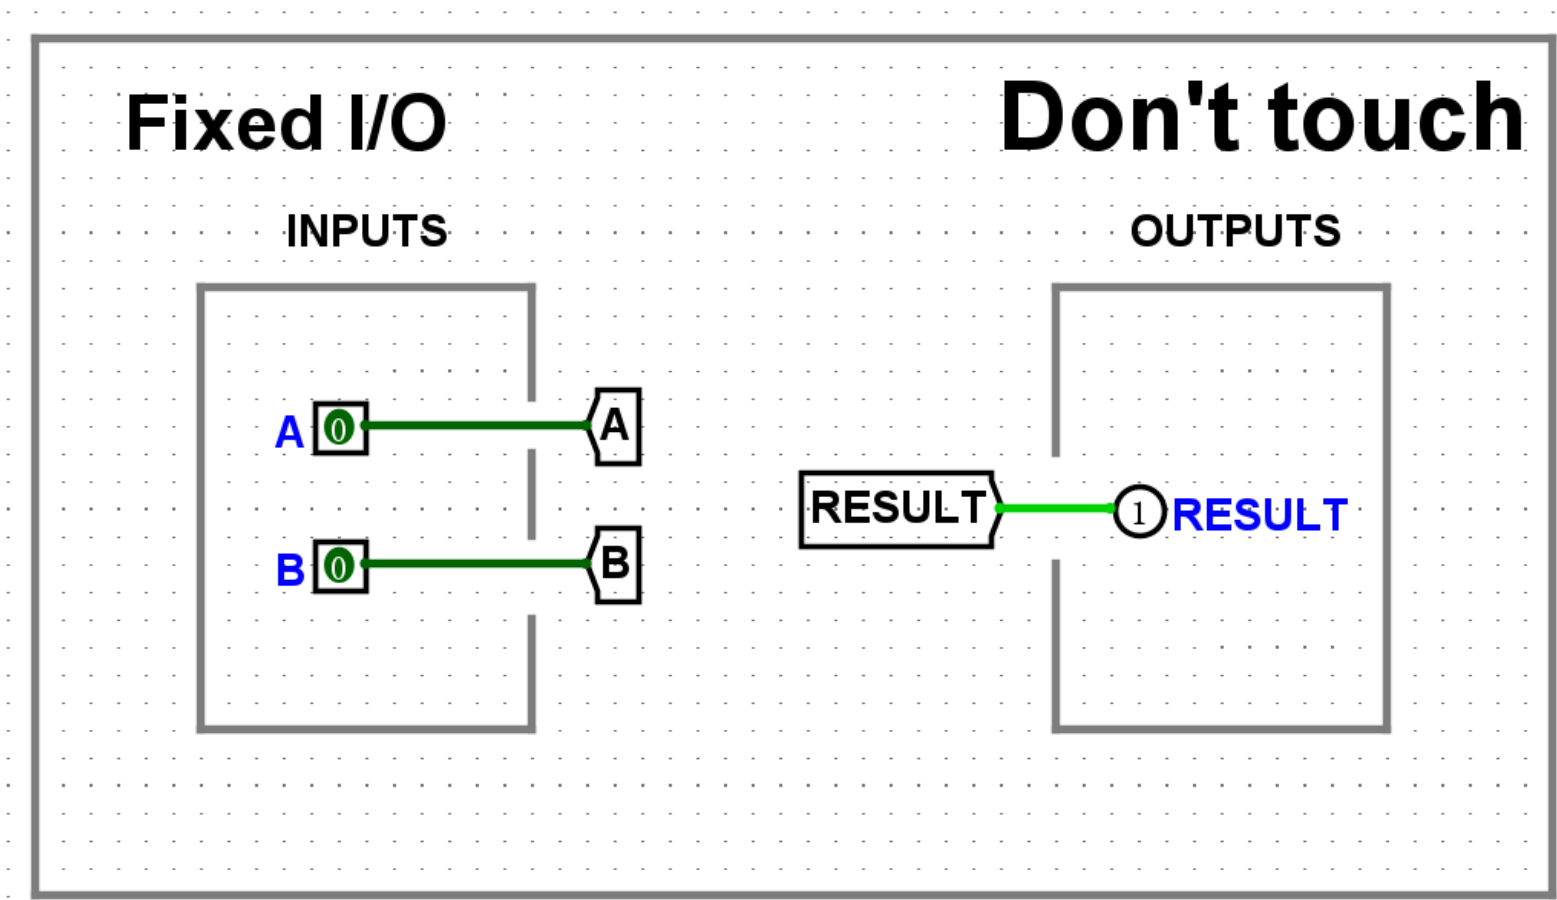 Fixed I/O
Don't touch
INPUTS
OUTPUTS
A 0 A
RESULT 1 RESULT
B 0 B